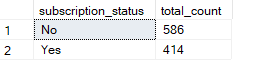 subscription_status total_count
1 No 586
2 Yes 414